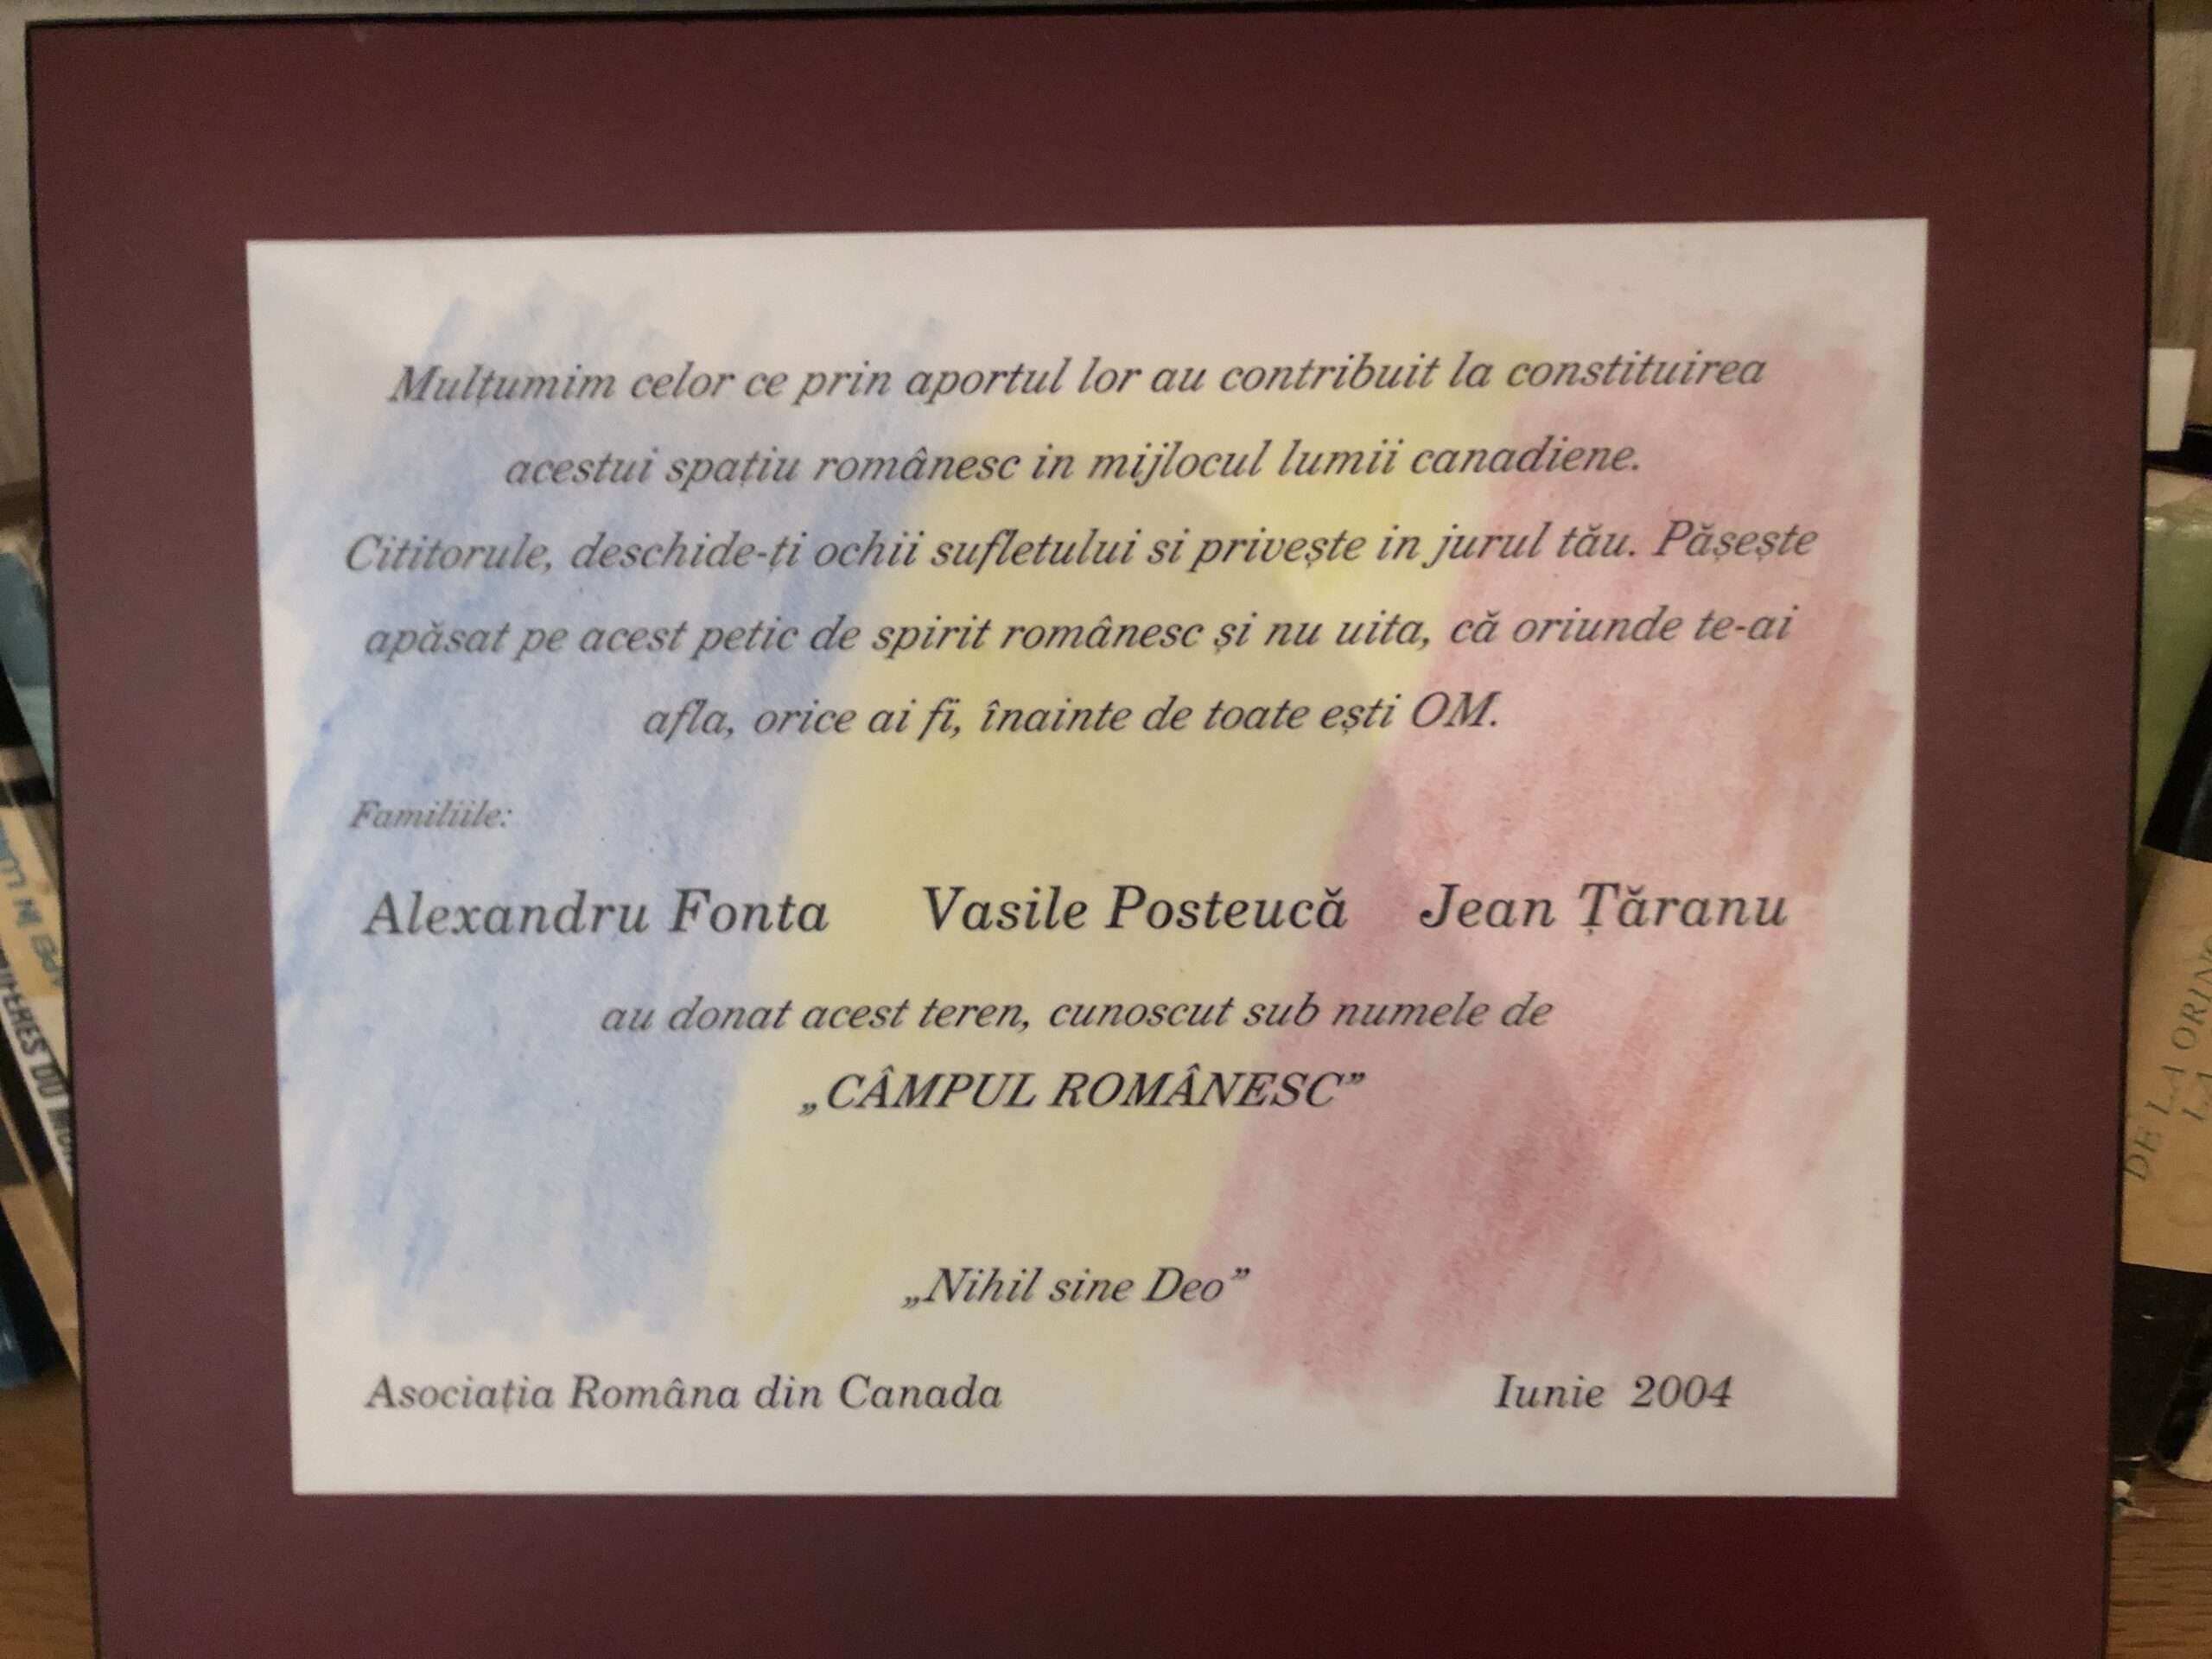 Mulțumim celor ce prin aportul lor au contribuit la constituirea
acestui spațiu românesc in mijlocul lumii canadiene.
Cititorule, deschide-ți ochii sufletului si privește in jurul tău. Pășește
apăsat pe acest petic de spirit românesc și nu uita, că oriunde te-ai
afla, orice ai fi, înainte de toate ești OM.
Familiile:
Alexandru Fonta Vasile Posteucă Jean Țăranu
au donat acest teren, cunoscut sub numele de
„CÂMPUL ROMÂNESC”
„Nihil sine Deo”
Asociația Româna din Canada Iunie 2004
DE LA